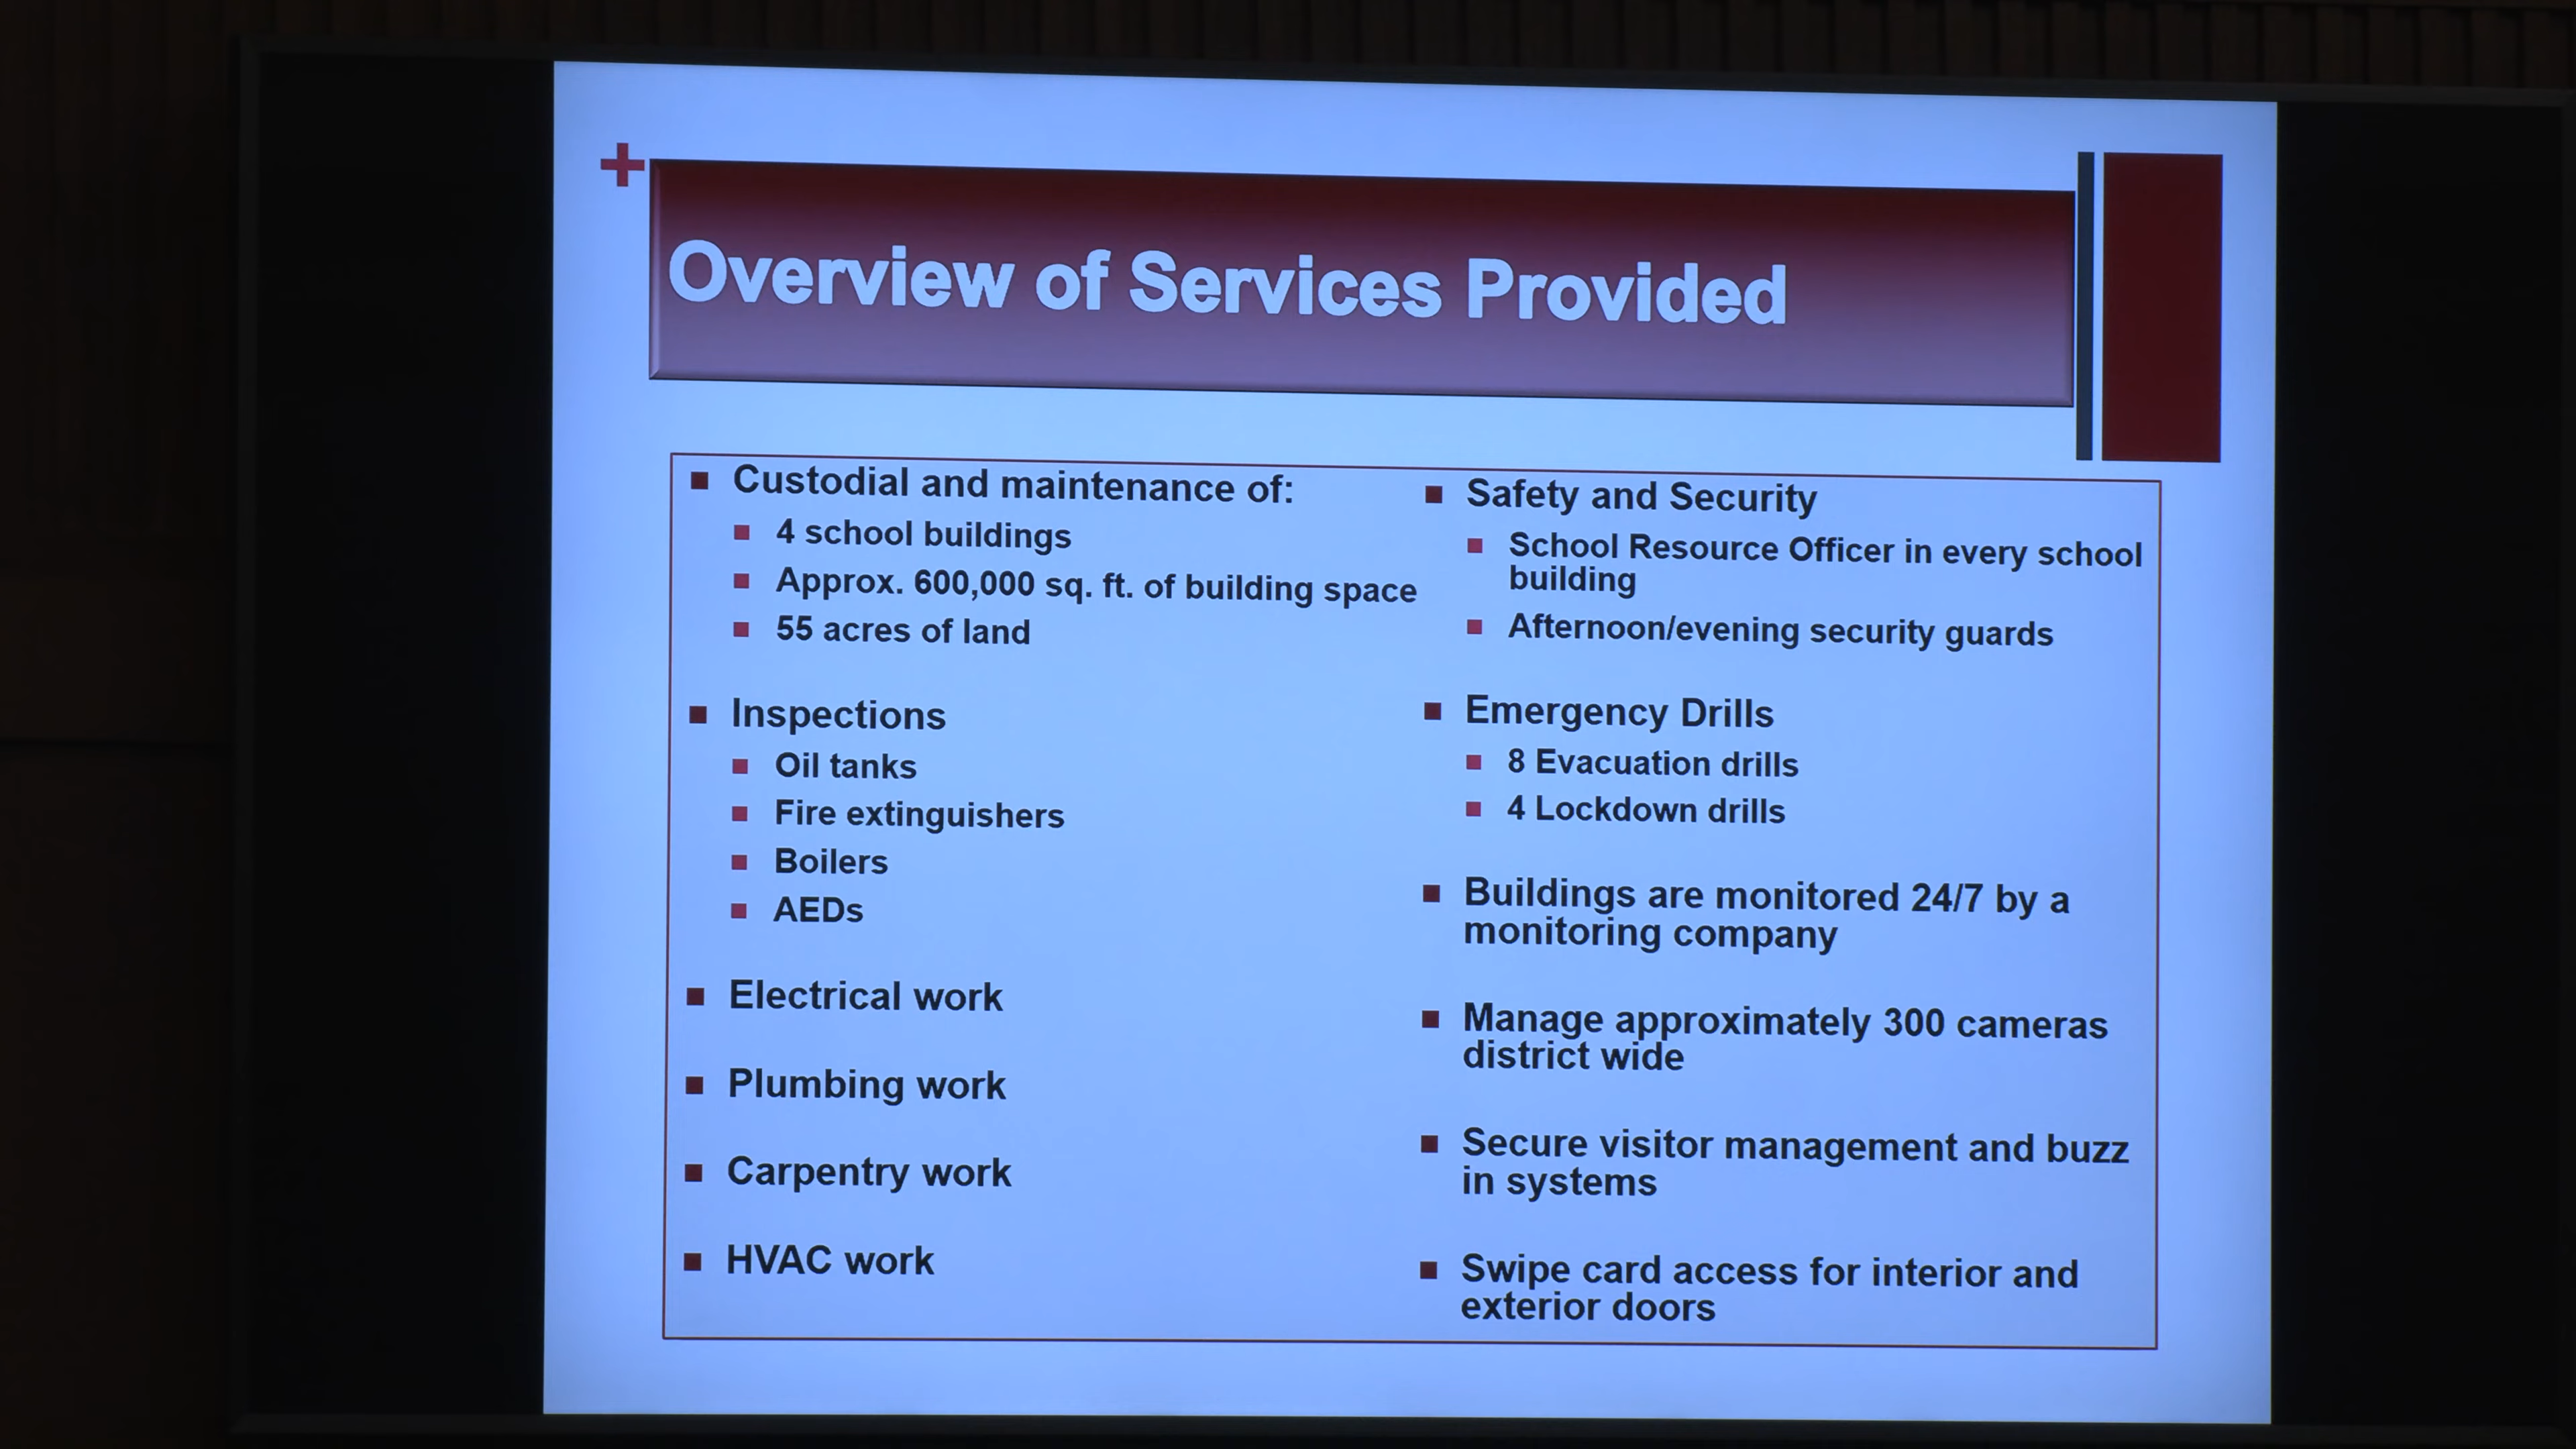 Overview of Services Provided
Custodial and maintenance of:
4 school buildings
Approx. 600,000 sq. ft. of building space
55 acres of land
Inspections
Oil tanks
Fire extinguishers
Boilers
AEDs
Electrical work
Plumbing work
Carpentry work
HVAC work
Safety and Security
School Resource Officer in every school
building
Afternoon/evening security guards
Emergency Drills
8 Evacuation drills
4 Lockdown drills
Buildings are monitored 24/7 by a
monitoring company
Manage approximately 300 cameras
district wide
Secure visitor management and buzz
in systems
Swipe card access for interior and
exterior doors